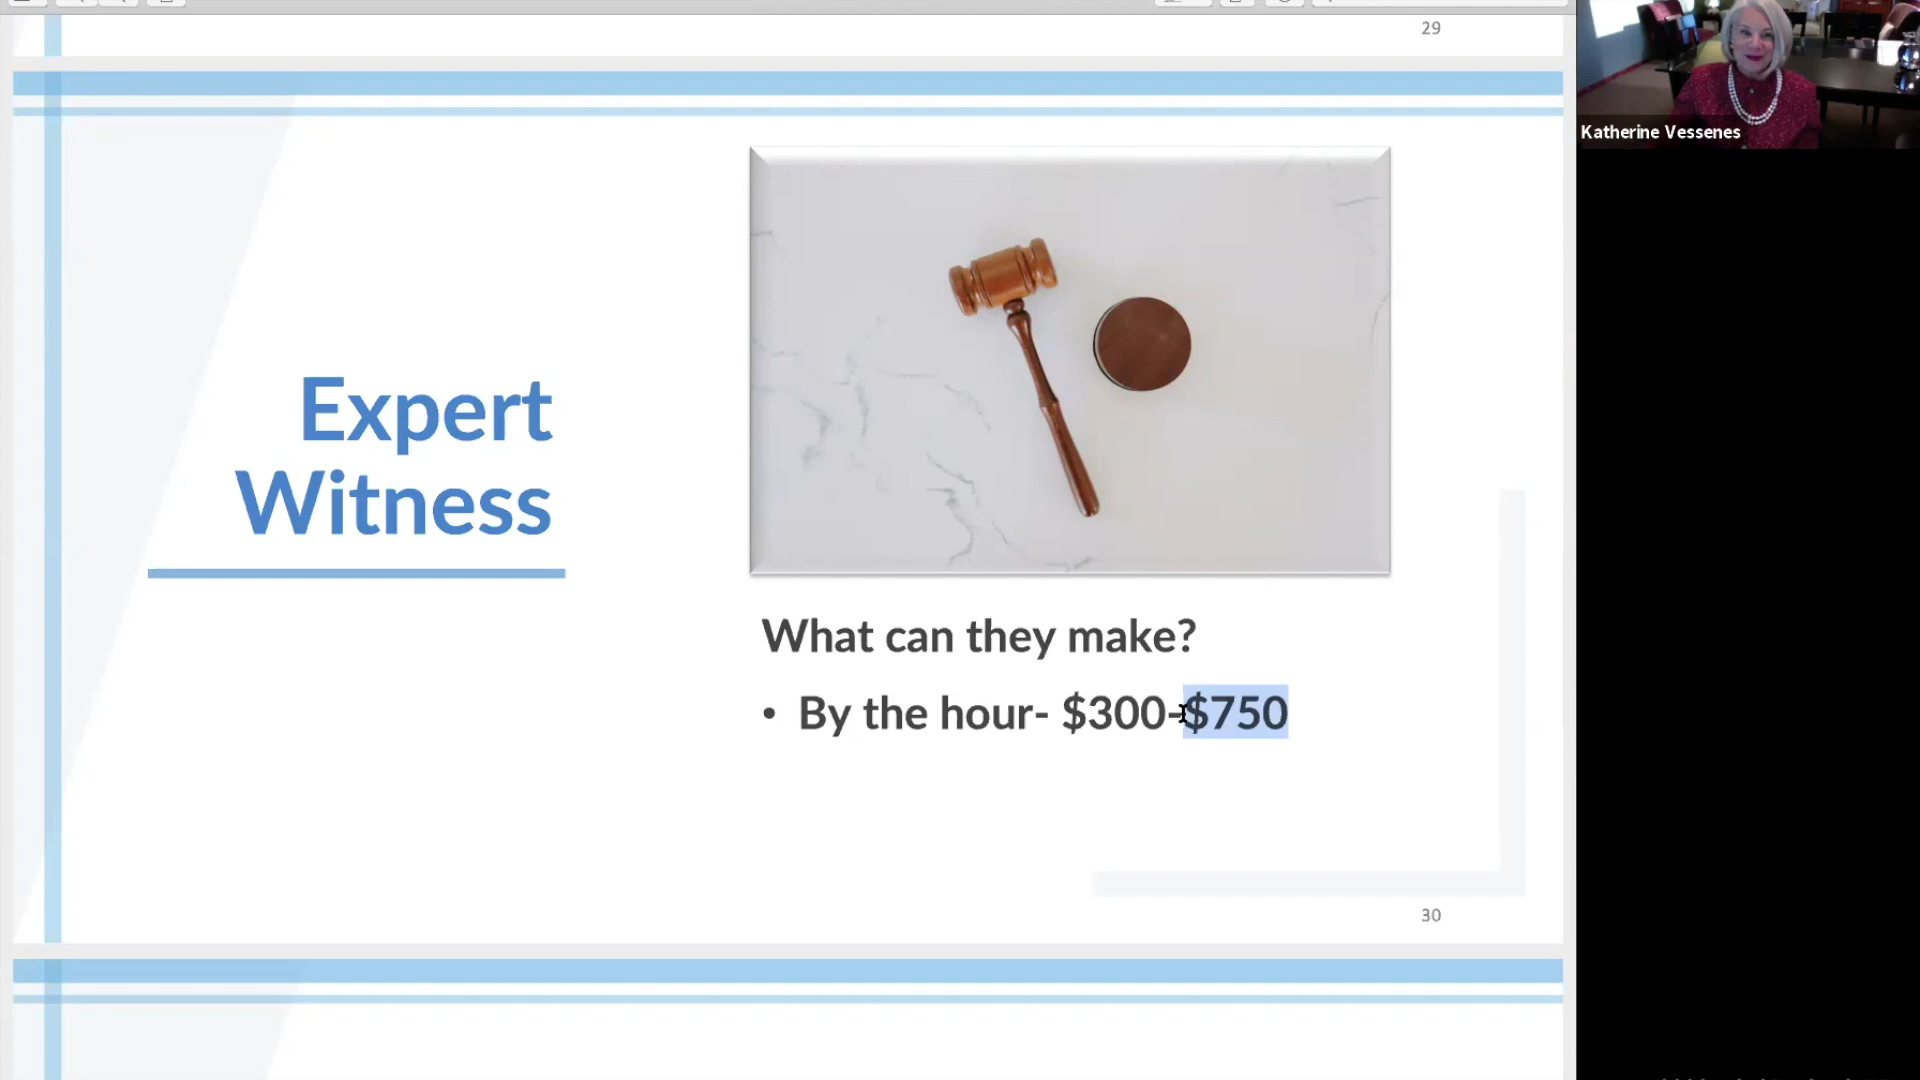 29
Katherine Vessenes
Expert
Witness
What can they make?
• By the hour- $300-$750
30